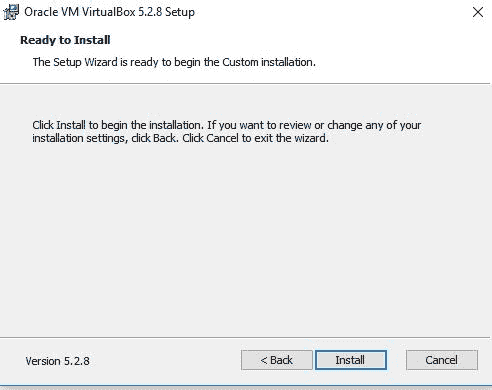 Oracle VM VirtualBox 5.2.8 Setup
Ready to Install
The Setup Wizard is ready to begin the Custom installation.
Click Install to begin the installation. If you want to review or change any of your
installation settings, click Back. Click Cancel to exit the wizard.
Version 5.2.8
< Back
Install
Cancel